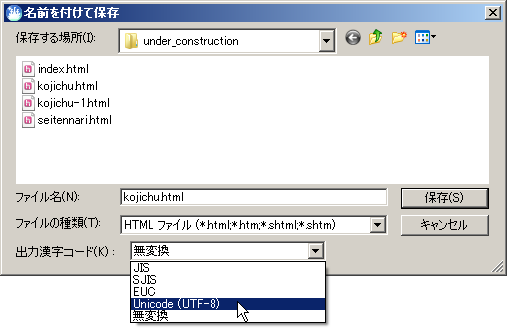 名前を付けて保存
保存する場所(I):
under_construction
index.html
kojichu.html
kojichu-1.html
seitennari.html
ファイル名(N):
kojichu.html
保存(S)
ファイルの種類(T):
HTML ファイル (*.html;*.htm;*.shtml;*.shtm)
キャンセル
出力漢字コード(K) :
無変換
JIS
SJIS
EUC
Unicode (UTF-8)
無変換